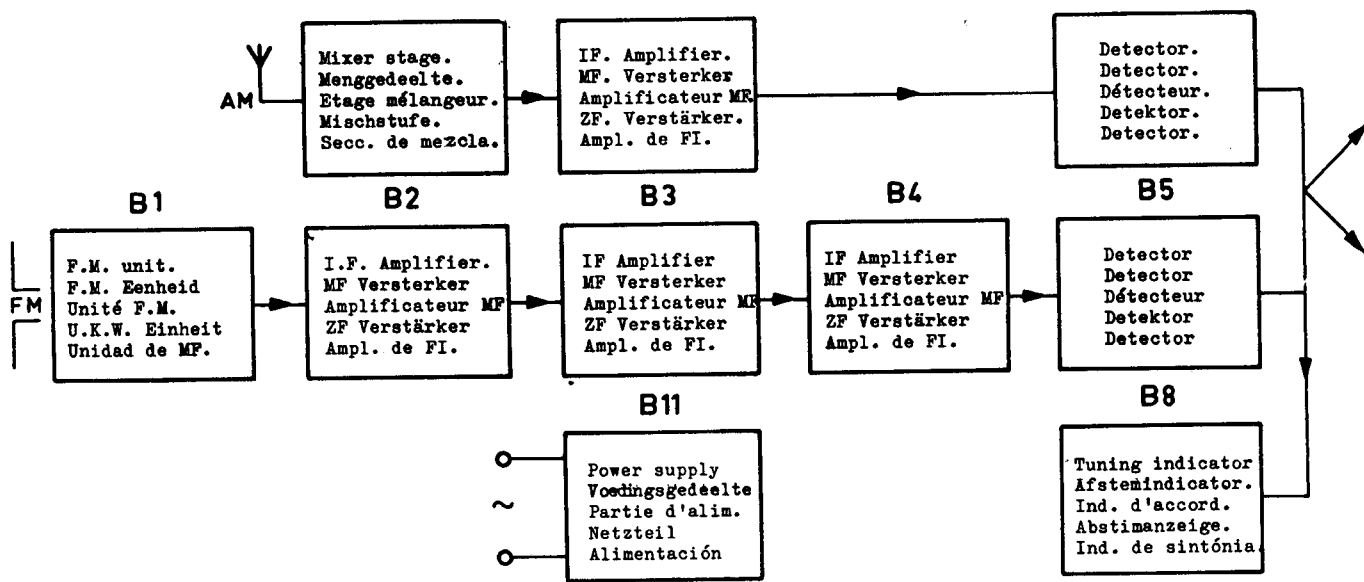 AM
Mixer stage.
Menggedeelte.
Etage mélangeur.
Mischstufe.
Secc. de mezcla.
IF. Amplifier.
MF. Versterker
Amplificateur MF.
ZF. Verstärker.
Ampl. de FI.
Detector.
Detector.
Détecteur.
Detektor.
Detector.
B1
B2
B3
B4
B5
FM
F.M. unit.
F.M. Eenheid
Unité F.M.
U.K.W. Einheit
Unidad de MF.
I.F. Amplifier.
MF Versterker
Amplificateur MF
ZF Verstärker
Ampl. de FI.
IF Amplifier
MF Versterker
Amplificateur MF
ZF Verstärker
Ampl. de FI.
IF Amplifier
MF Versterker
Amplificateur MF
ZF Verstärker
Ampl. de FI.
Detector
Detector
Détecteur
Detektor
Detector
B11
B8
~
Power supply
Voedingsgedeelte
Partie d'alim.
Netzteil
Alimentación
Tuning indicator
Afstemindicator.
Ind. d'accord.
Abstimanzeige.
Ind. de sintónia.